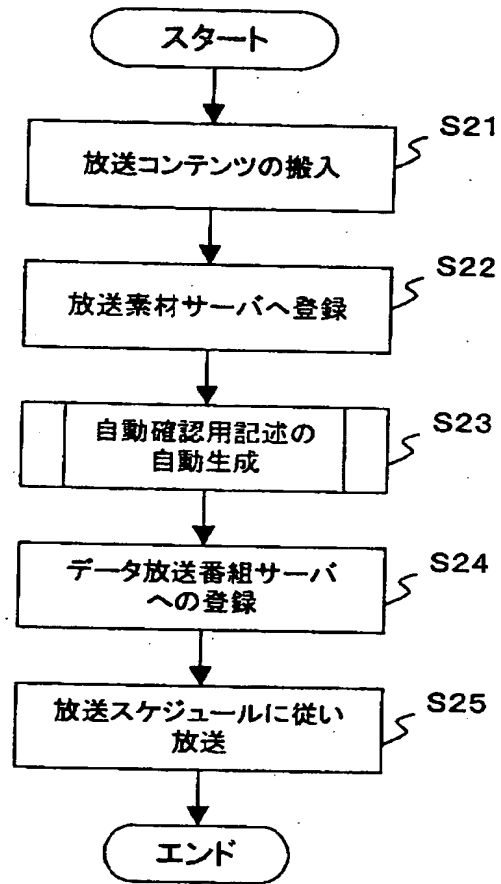 スタート
S21
放送コンテンツの搬入
S22
放送素材サーバへ登録
S23
自動確認用記述の
自動生成
S24
データ放送番組サーバ
への登録
S25
放送スケジュールに従い
放送
エンド